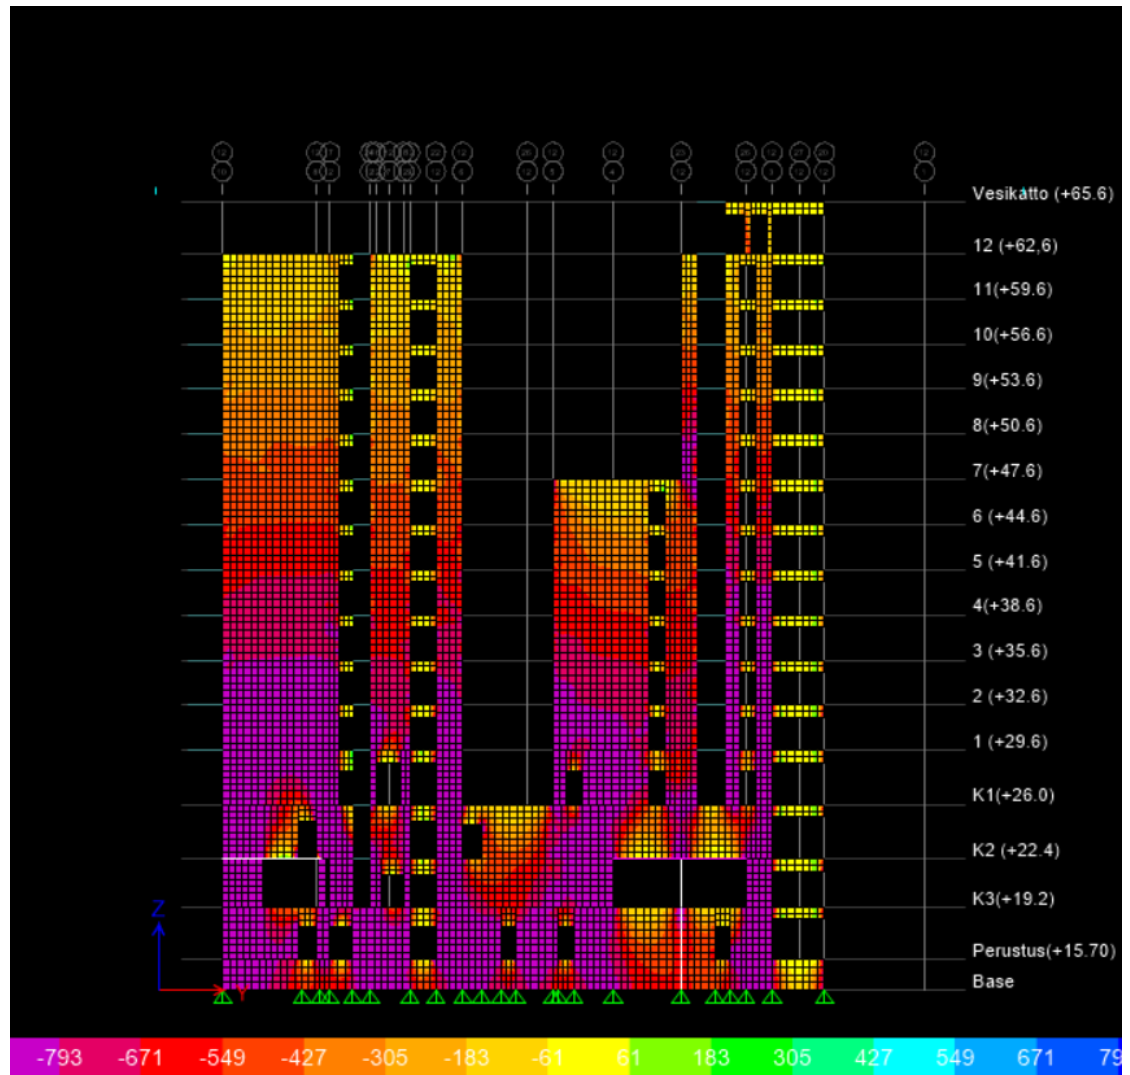 Vesikatto (+65.6)
12 (+62,6)
11(+59.6)
10(+56.6)
9(+53.6)
8(+50.6)
7(+47.6)
6 (+44.6)
5 (+41.6)
4(+38.6)
3 (+35.6)
2 (+32.6)
1 (+29.6)
K1(+26.0)
K2 (+22.4)
K3(+19.2)
Z
Perustus(+15.70)
Base
Y
-793 -671 -549 -427 -305 -183 -61 61 183 305 427 549 671